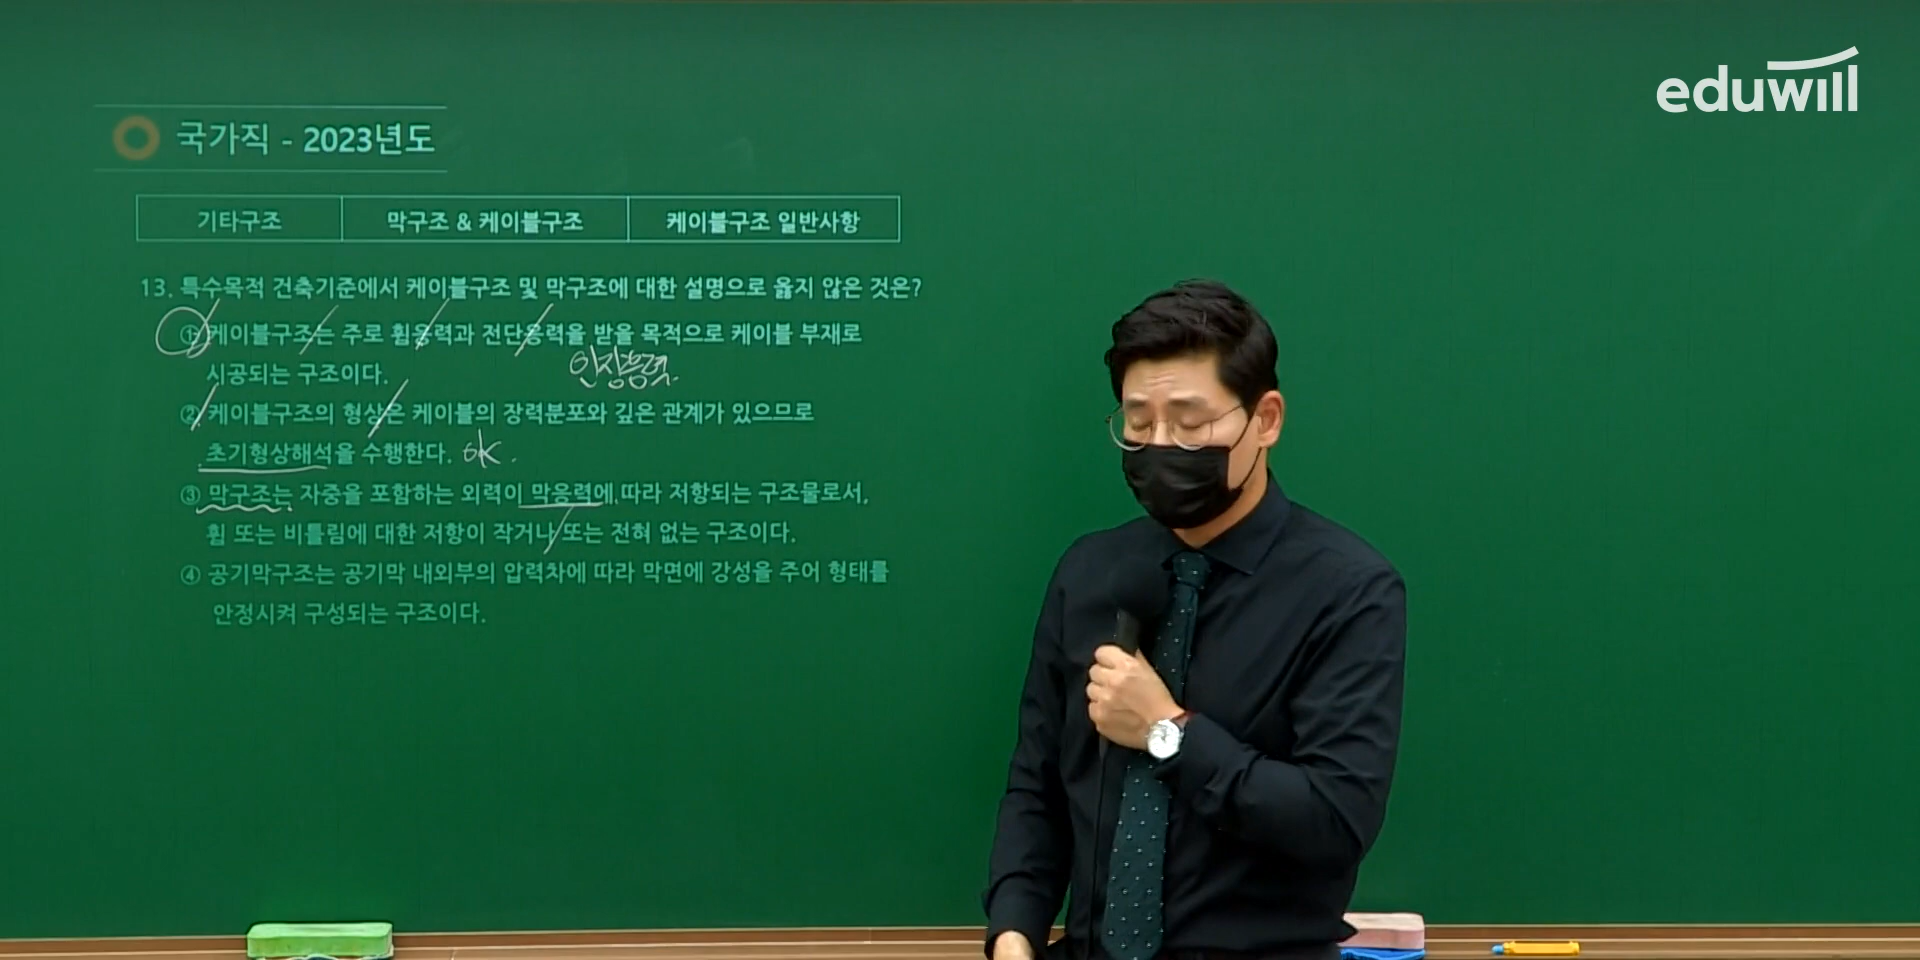 eduwill
국가직 - 2023년도
기타구조 막구조 & 케이블구조 케이블구조 일반사항
13. 특수목적 건축기준에서 케이블구조 및 막구조에 대한 설명으로 옳지 않은 것은?
① 케이블구조는 주로 휨응력과 전단응력을 받을 목적으로 케이블 부재로
인장응력.
시공되는 구조이다.
② 케이블구조의 형상은 케이블의 장력분포와 깊은 관계가 있으므로
초기형상해석을 수행한다. ok.
③ 막구조는 자중을 포함하는 외력이 막응력에 따라 저항되는 구조물로서,
휨 또는 비틀림에 대한 저항이 작거나 또는 전혀 없는 구조이다.
④ 공기막구조는 공기막 내외부의 압력차에 따라 막면에 강성을 주어 형태를
안정시켜 구성되는 구조이다.